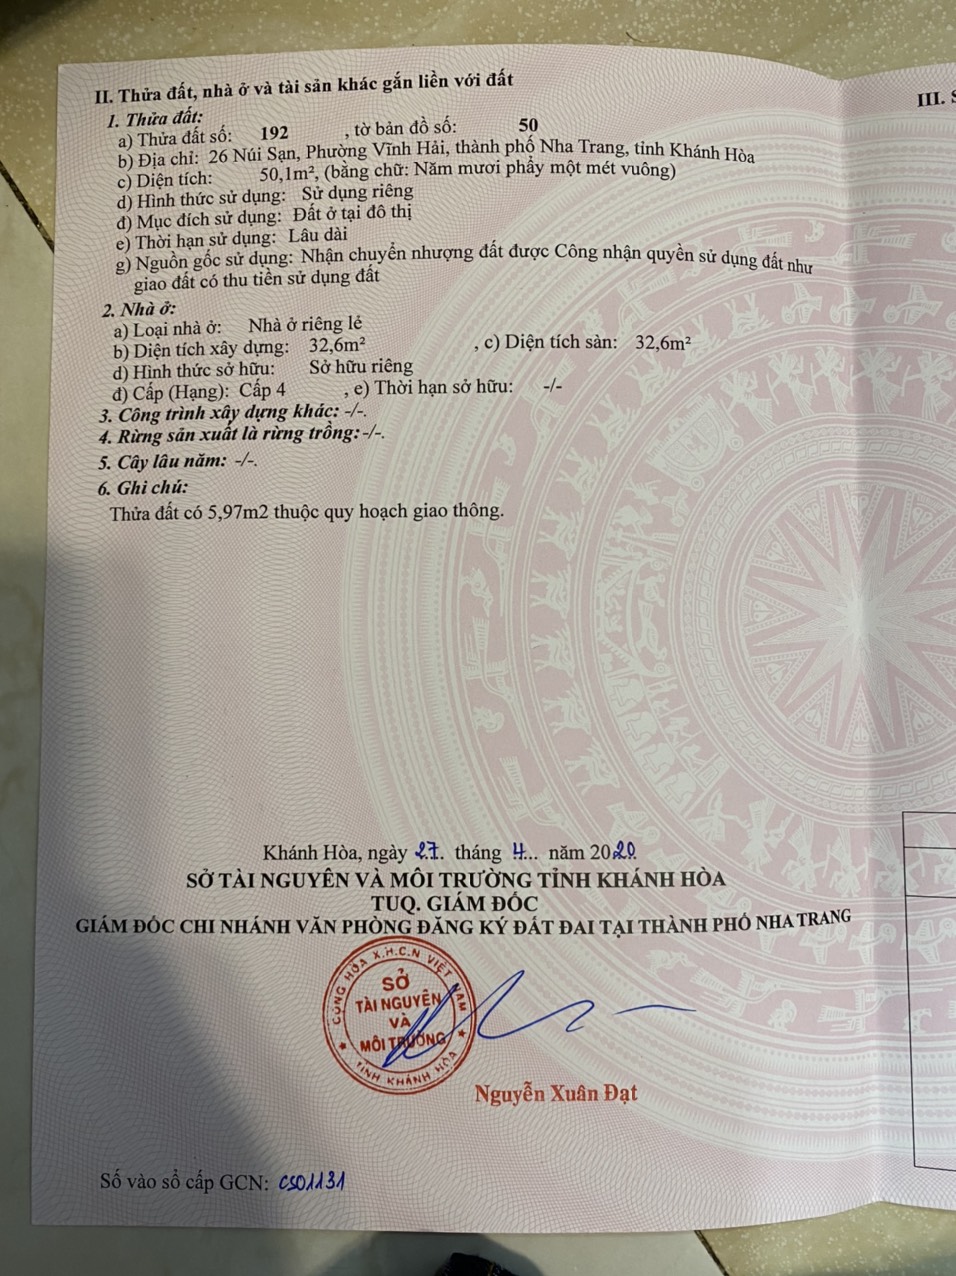 II. Thửa đất, nhà ở và tài sản khác gắn liền với đất
1. Thửa đất:
a) Thửa đất số: 192 , tờ bản đồ số: 50
b) Địa chỉ: 26 Núi Sạn, Phường Vĩnh Hải, thành phố Nha Trang, tỉnh Khánh Hòa
c) Diện tích: 50,1m², (bằng chữ: Năm mươi phẩy một mét vuông)
d) Hình thức sử dụng: Sử dụng riêng
đ) Mục đích sử dụng: Đất ở tại đô thị
e) Thời hạn sử dụng: Lâu dài
g) Nguồn gốc sử dụng: Nhận chuyển nhượng đất được Công nhận quyền sử dụng đất như
giao đất có thu tiền sử dụng đất
2. Nhà ở:
a) Loại nhà ở: Nhà ở riêng lẻ
b) Diện tích xây dựng: 32,6m² , c) Diện tích sàn: 32,6m²
d) Hình thức sở hữu: Sở hữu riêng
đ) Cấp (Hạng): Cấp 4 , e) Thời hạn sở hữu: -/-
3. Công trình xây dựng khác: -/-.
4. Rừng sản xuất là rừng trồng: -/-.
5. Cây lâu năm: -/-.
6. Ghi chú:
Thửa đất có 5,97m2 thuộc quy hoạch giao thông.
III. S
Khánh Hòa, ngày 27. tháng 4... năm 2020
SỞ TÀI NGUYÊN VÀ MÔI TRƯỜNG TỈNH KHÁNH HÒA
TUQ. GIÁM ĐỐC
GIÁM ĐỐC CHI NHÁNH VĂN PHÒNG ĐĂNG KÝ ĐẤT ĐAI TẠI THÀNH PHỐ NHA TRANG
CỘNG HÒA X.H.C.N VIỆT NAM
SỞ
TÀI NGUYÊN
VÀ
MÔI TRƯỜNG
TỈNH KHÁNH HÒA
Nguyễn Xuân Đạt
Số vào sổ cấp GCN: CS01131